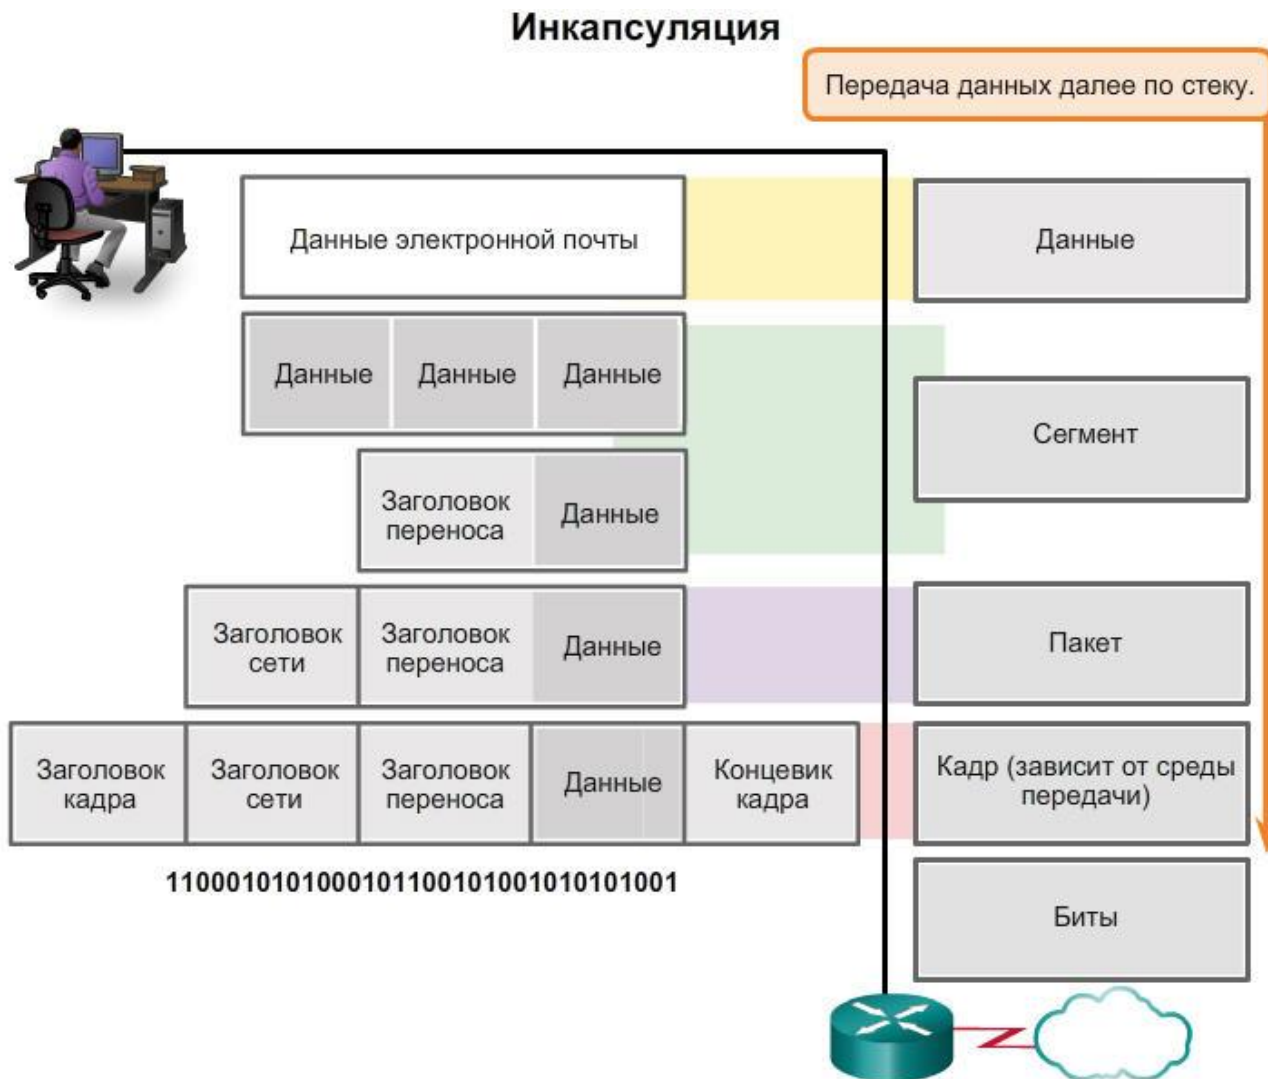 Инкапсуляция
Передача данных далее по стеку.
Данные электронной почты
Данные
Данные
Данные
Данные
Сегмент
Заголовок
переноса
Данные
Заголовок
сети
Заголовок
переноса
Данные
Пакет
Заголовок
кадра
Заголовок
сети
Заголовок
переноса
Данные
Концевик
кадра
Кадр (зависит от среды
передачи)
1100010101000101100101001010101001
Биты